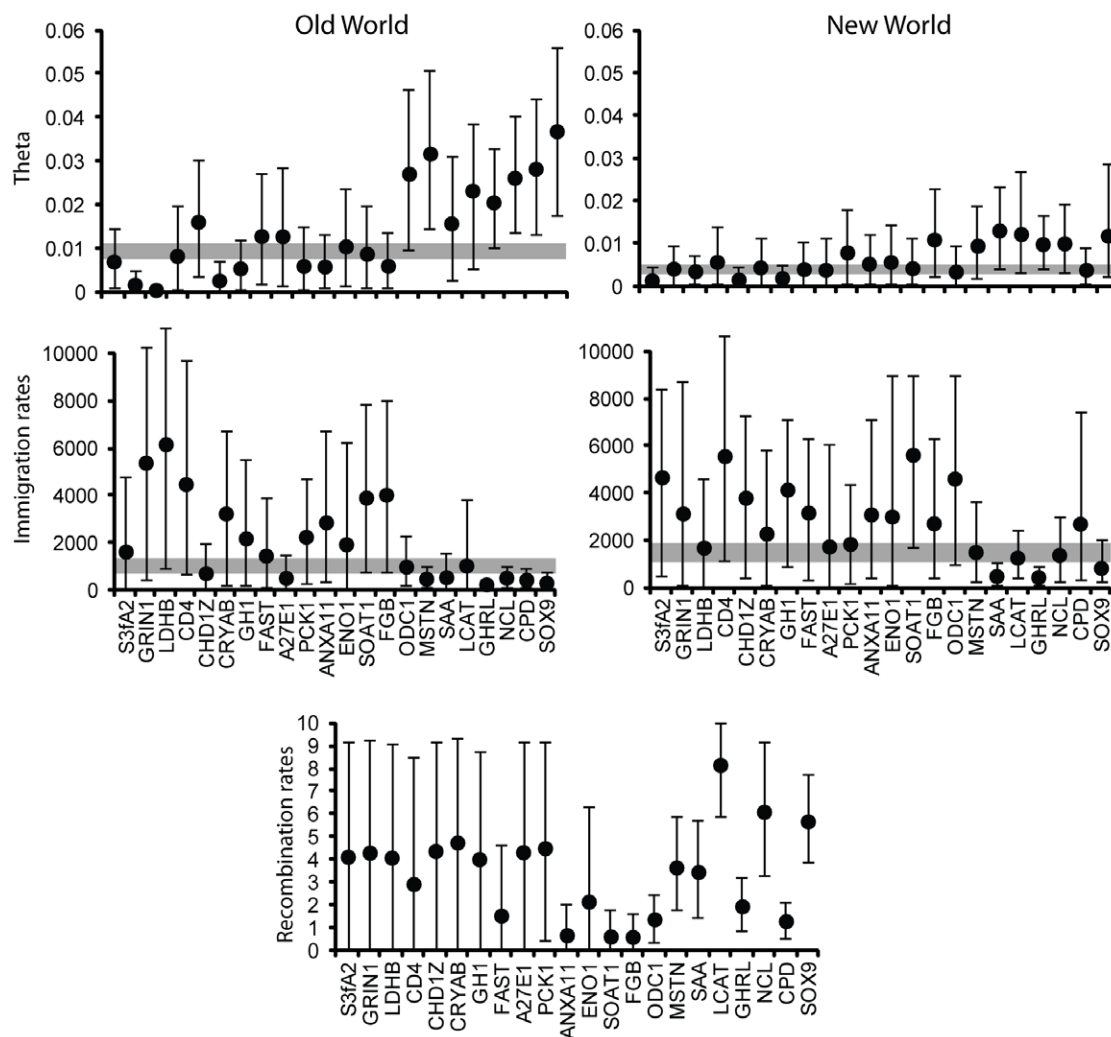 Old World
New World
Theta
0.06
0.05
0.04
0.03
0.02
0.01
0
0.06
0.05
0.04
0.03
0.02
0.01
0
Immigration rates
10000
8000
6000
4000
2000
0
10000
8000
6000
4000
2000
0
S3fA2
GRIN1
LDHB
CD4
CHD1Z
CRYAB
GH1
FAST
A27E1
PCK1
ANXA11
ENO1
SOAT1
FGB
ODC1
MSTN
SAA
LCAT
GHRL
NCL
CPD
SOX9
S3fA2
GRIN1
LDHB
CD4
CHD1Z
CRYAB
GH1
FAST
A27E1
PCK1
ANXA11
ENO1
SOAT1
FGB
ODC1
MSTN
SAA
LCAT
GHRL
NCL
CPD
SOX9
Recombination rates
10
9
8
7
6
5
4
3
2
1
0
S3fA2
GRIN1
LDHB
CD4
CHD1Z
CRYAB
GH1
FAST
A27E1
PCK1
ANXA11
ENO1
SOAT1
FGB
ODC1
MSTN
SAA
LCAT
GHRL
NCL
CPD
SOX9